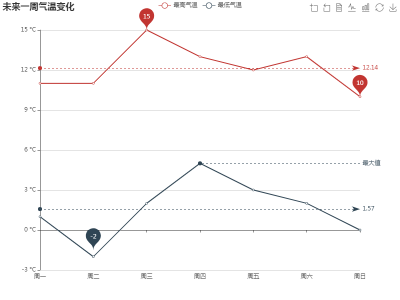 未来一周气温变化
最高气温 最低气温
15 °C
12 °C
9 °C
6 °C
3 °C
0 °C
-3 °C
15
12.14
10
最大值
1.57
-2
周一 周二 周三 周四 周五 周六 周日